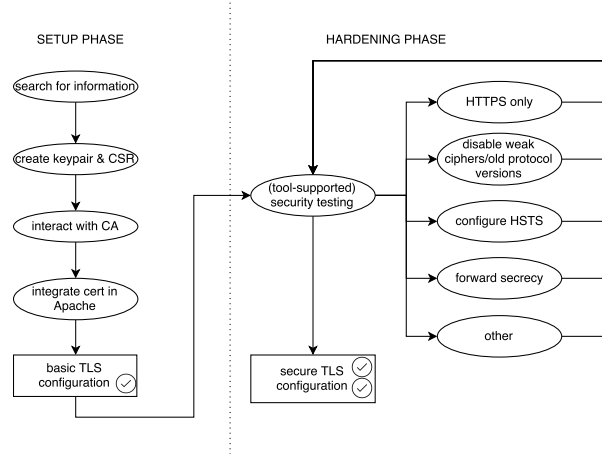 SETUP PHASE
HARDENING PHASE
search for information
create keypair & CSR
interact with CA
integrate cert in
Apache
basic TLS
configuration
(tool-supported)
security testing
secure TLS
configuration
HTTPS only
disable weak
ciphers/old protocol
versions
configure HSTS
forward secrecy
other